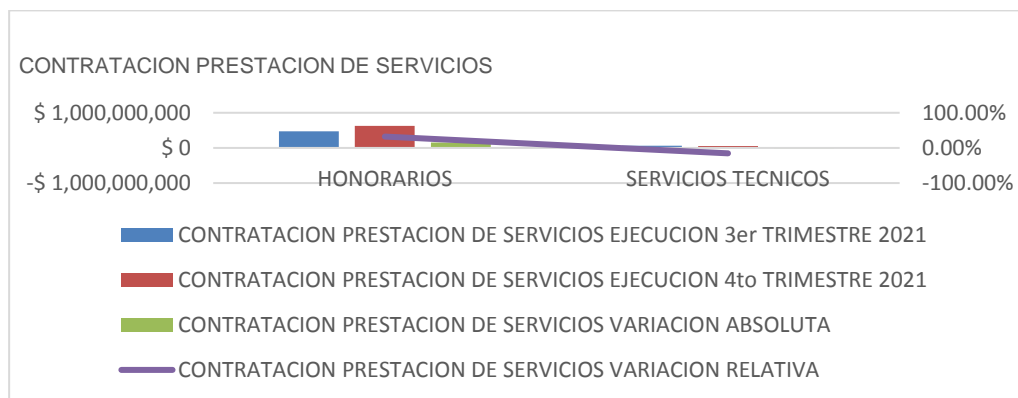 CONTRATACION PRESTACION DE SERVICIOS
$ 1,000,000,000
$ 0
-$ 1,000,000,000
100.00%
0.00%
-100.00%
HONORARIOS
SERVICIOS TECNICOS
CONTRATACION PRESTACION DE SERVICIOS EJECUCION 3er TRIMESTRE 2021
CONTRATACION PRESTACION DE SERVICIOS EJECUCION 4to TRIMESTRE 2021
CONTRATACION PRESTACION DE SERVICIOS VARIACION ABSOLUTA
CONTRATACION PRESTACION DE SERVICIOS VARIACION RELATIVA